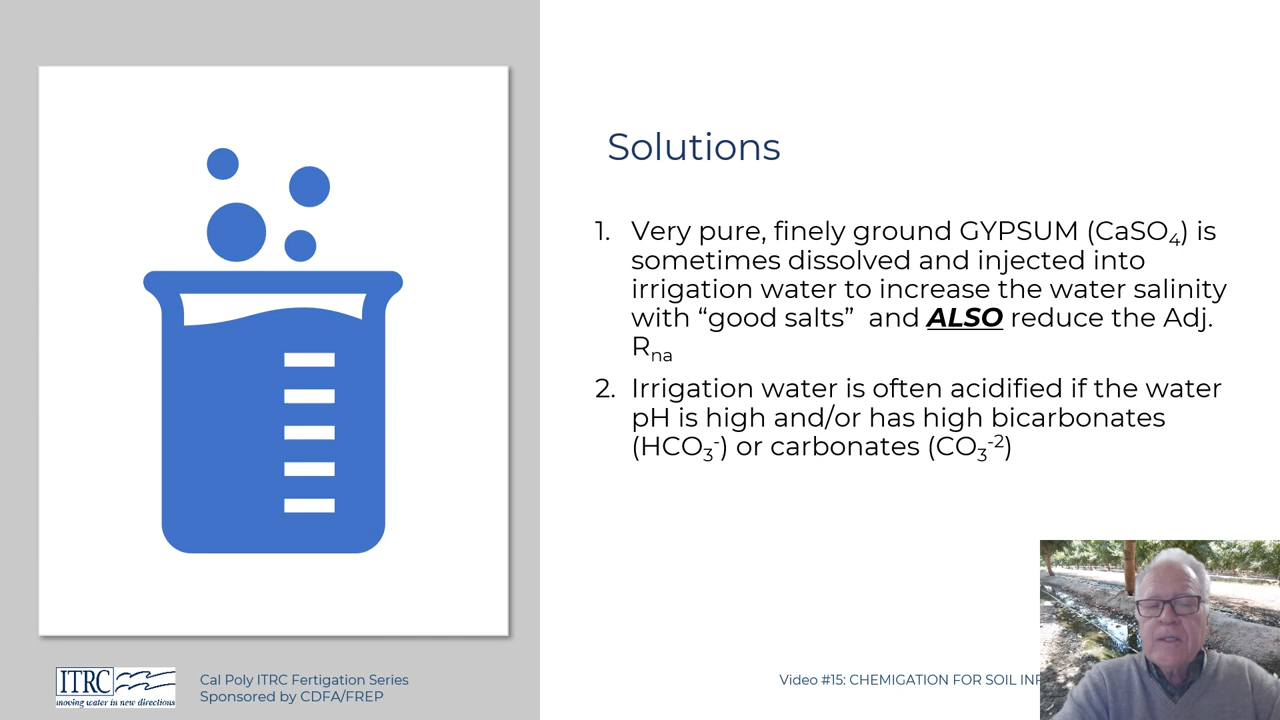 Solutions
1. Very pure, finely ground GYPSUM (CaSO₄) is
sometimes dissolved and injected into
irrigation water to increase the water salinity
with “good salts” and ALSO reduce the Adj.
Rna
2. Irrigation water is often acidified if the water
pH is high and/or has high bicarbonates
(HCO₃⁻) or carbonates (CO₃⁻²)
ITRC
moving water in new directions
Cal Poly ITRC Fertigation Series
Sponsored by CDFA/FREP
Video #15: CHEMIGATION FOR SOIL